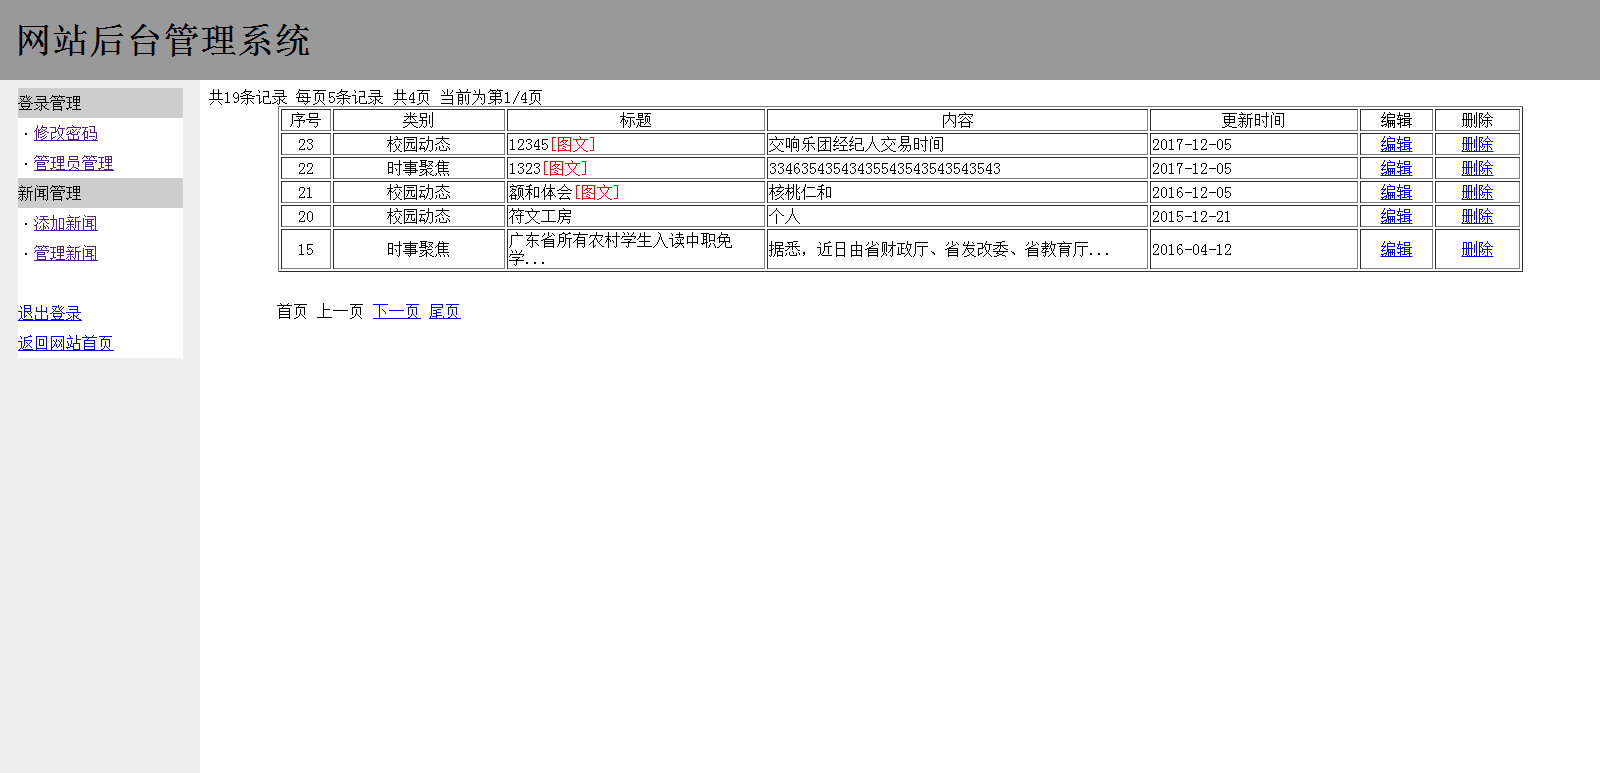 网站后台管理系统
登录管理
· 修改密码
· 管理员管理
新闻管理
· 添加新闻
· 管理新闻
退出登录
返回网站首页
共19条记录 每页5条记录 共4页 当前为第1/4页
序号 类别 标题 内容 更新时间 编辑 删除
23 校园动态 12345[图文] 交响乐团经纪人交易时间 2017-12-05 编辑 删除
22 时事聚焦 1323[图文] 33463543543435543543543543543 2017-12-05 编辑 删除
21 校园动态 额和体会[图文] 核桃仁和 2016-12-05 编辑 删除
20 校园动态 符文工房 个人 2015-12-21 编辑 删除
15 时事聚焦 广东省所有农村学生入读中职免
学... 据悉，近日由省财政厅、省发改委、省教育厅... 2016-04-12 编辑 删除
首页 上一页 下一页 尾页